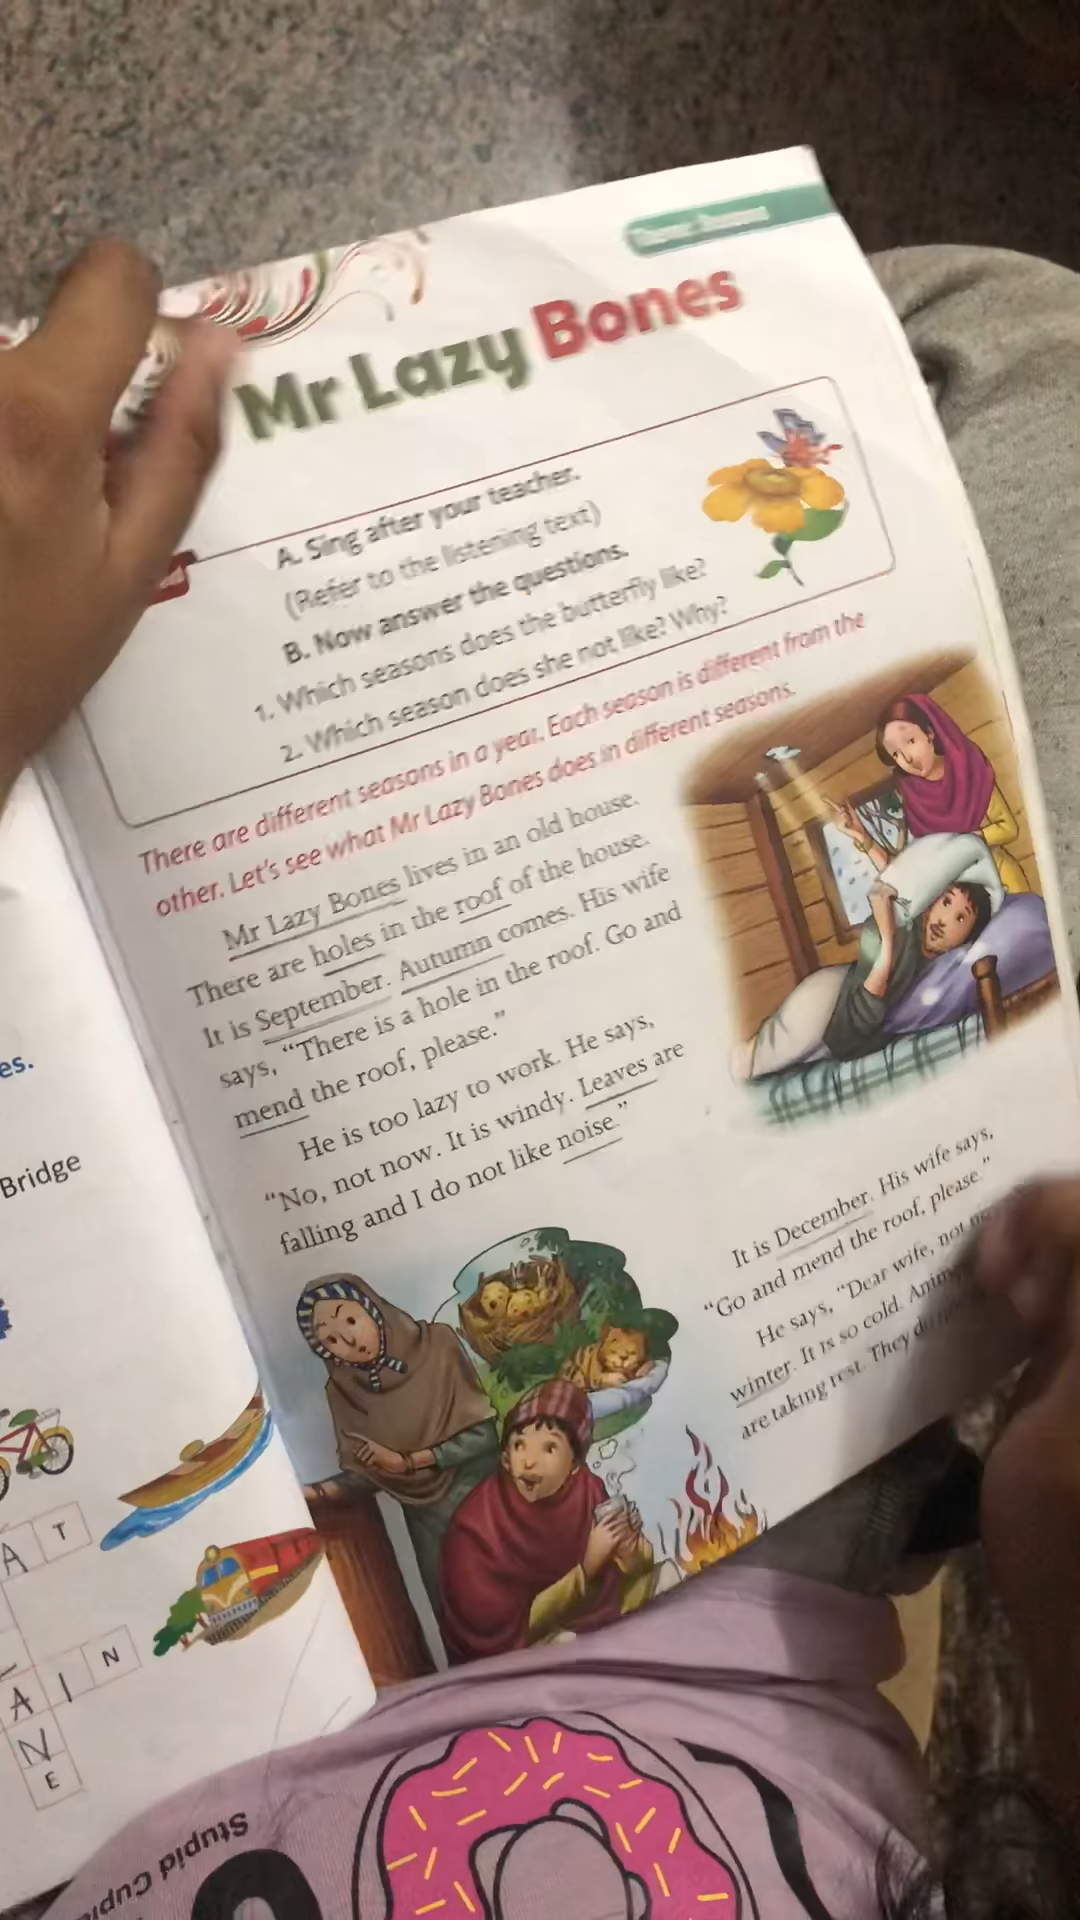 Mr Lazy Bones
A. Sing after your teacher.
(Refer to the listening text)
B. Now answer the questions.
1. Which seasons does the butterfly like?
2. Which season does she not like? Why?
There are different seasons in a year. Each season is different from the
other. Let's see what Mr Lazy Bones does in different seasons.
Mr Lazy Bones lives in an old house.
There are holes in the roof of the house.
It is September. Autumn comes. His wife
says, “There is a hole in the roof. Go and
mend the roof, please.”
He is too lazy to work. He says,
“No, not now. It is windy. Leaves are
falling and I do not like noise.”
It is December. His wife says,
“Go and mend the roof, please.”
He says, “Dear wife, not
winter. It is so cold.
are taking rest. They do
es.
Bridge
A T
A I N
N
E
Stupid